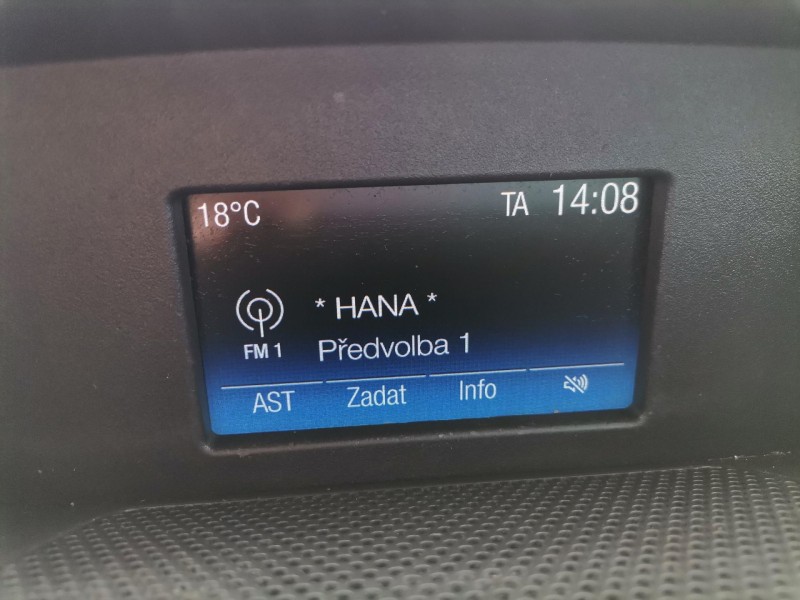 18°C TA 14:08
* HANA *
FM 1 Předvolba 1
AST Zadat Info